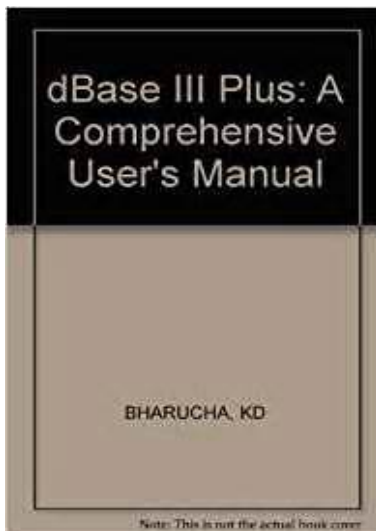 dBase III Plus: A
Comprehensive
User's Manual
BHARUCHA, KD
Note: This is not the actual book cover